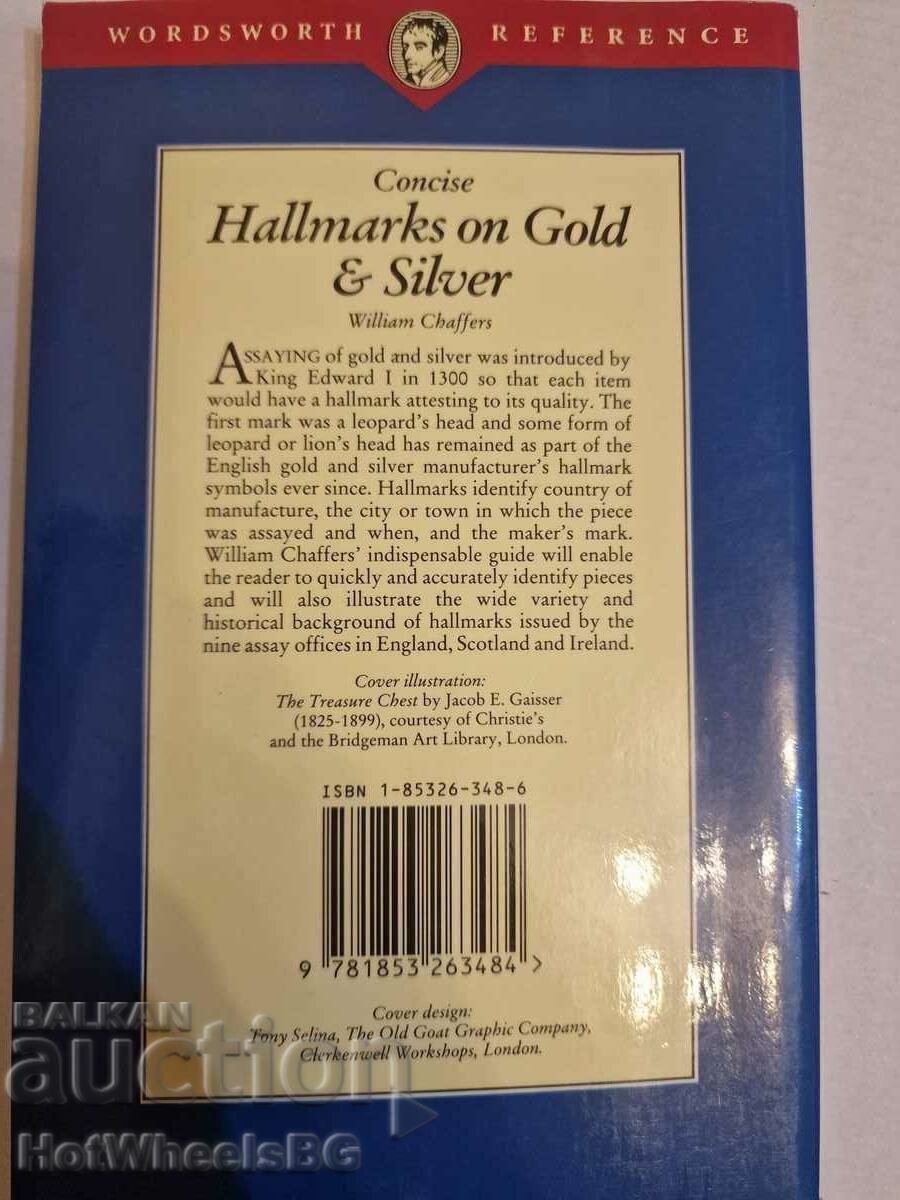 WORDSWORTH REFERENCE
Concise
Hallmarks on Gold
& Silver
William Chaffers
ASSAYING of gold and silver was introduced by
King Edward I in 1300 so that each item
would have a hallmark attesting to its quality. The
first mark was a leopard's head and some form of
leopard or lion's head has remained as part of the
English gold and silver manufacturer's hallmark
symbols ever since. Hallmarks identify country of
manufacture, the city or town in which the piece
was assayed and when, and the maker's mark.
William Chaffers' indispensable guide will enable
the reader to quickly and accurately identify pieces
and will also illustrate the wide variety and
historical background of hallmarks issued by the
nine assay offices in England, Scotland and Ireland.
Cover illustration:
The Treasure Chest by Jacob E. Gaisser
(1825-1899), courtesy of Christie's
and the Bridgeman Art Library, London.
ISBN 1-85326-348-6
9 781853 263484 >
Cover design:
Tony Selina, The Old Goat Graphic Company,
Clerkenwell Workshops, London.
BALKAN
auction
HotWheelsBG